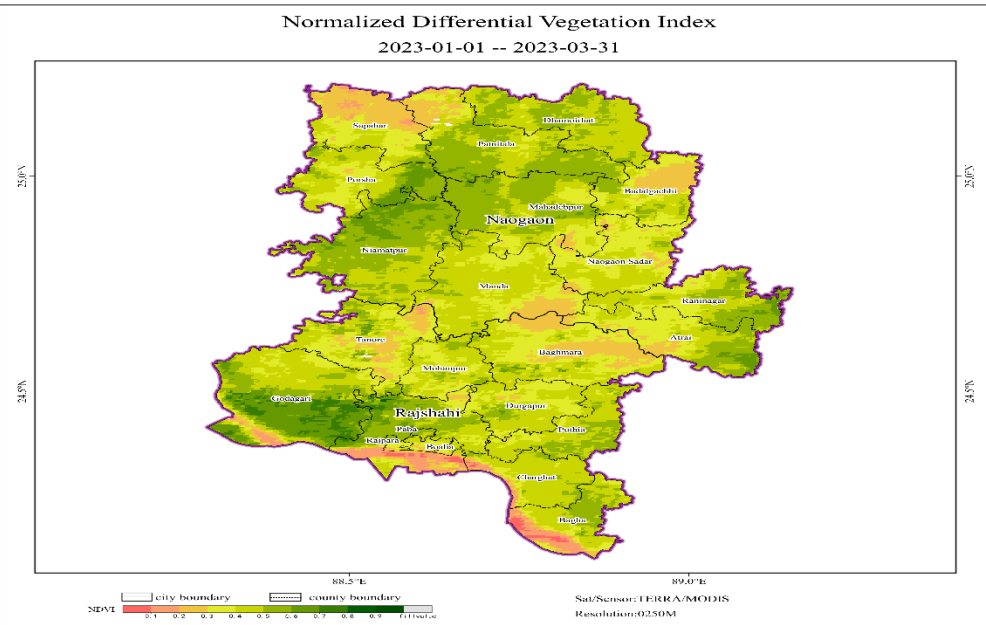 Normalized Differential Vegetation Index
2023-01-01 -- 2023-03-31
Sapahar
Dhamoirhat
Patnitala
25.0°N
25.0°N
Porsha
Badalgachhi
Mahadebpur
Naogaon
Niamatpur
Naogaon Sadar
Manda
Raninagar
Tanore
Atrai
Baghmara
Mohanpur
24.5°N
24.5°N
Godagari
Durgapur
Rajshahi
Paba
Puthia
Rajpara
Boalia
Charghat
Bagha
88.5°E
89.0°E
city boundary
county boundary
Sat/Sensor:TERRA/MODIS
NDVI
0.1 0.2 0.3 0.4 0.5 0.6 0.7 0.8 0.9 Fillvalue
Resolution:0250M